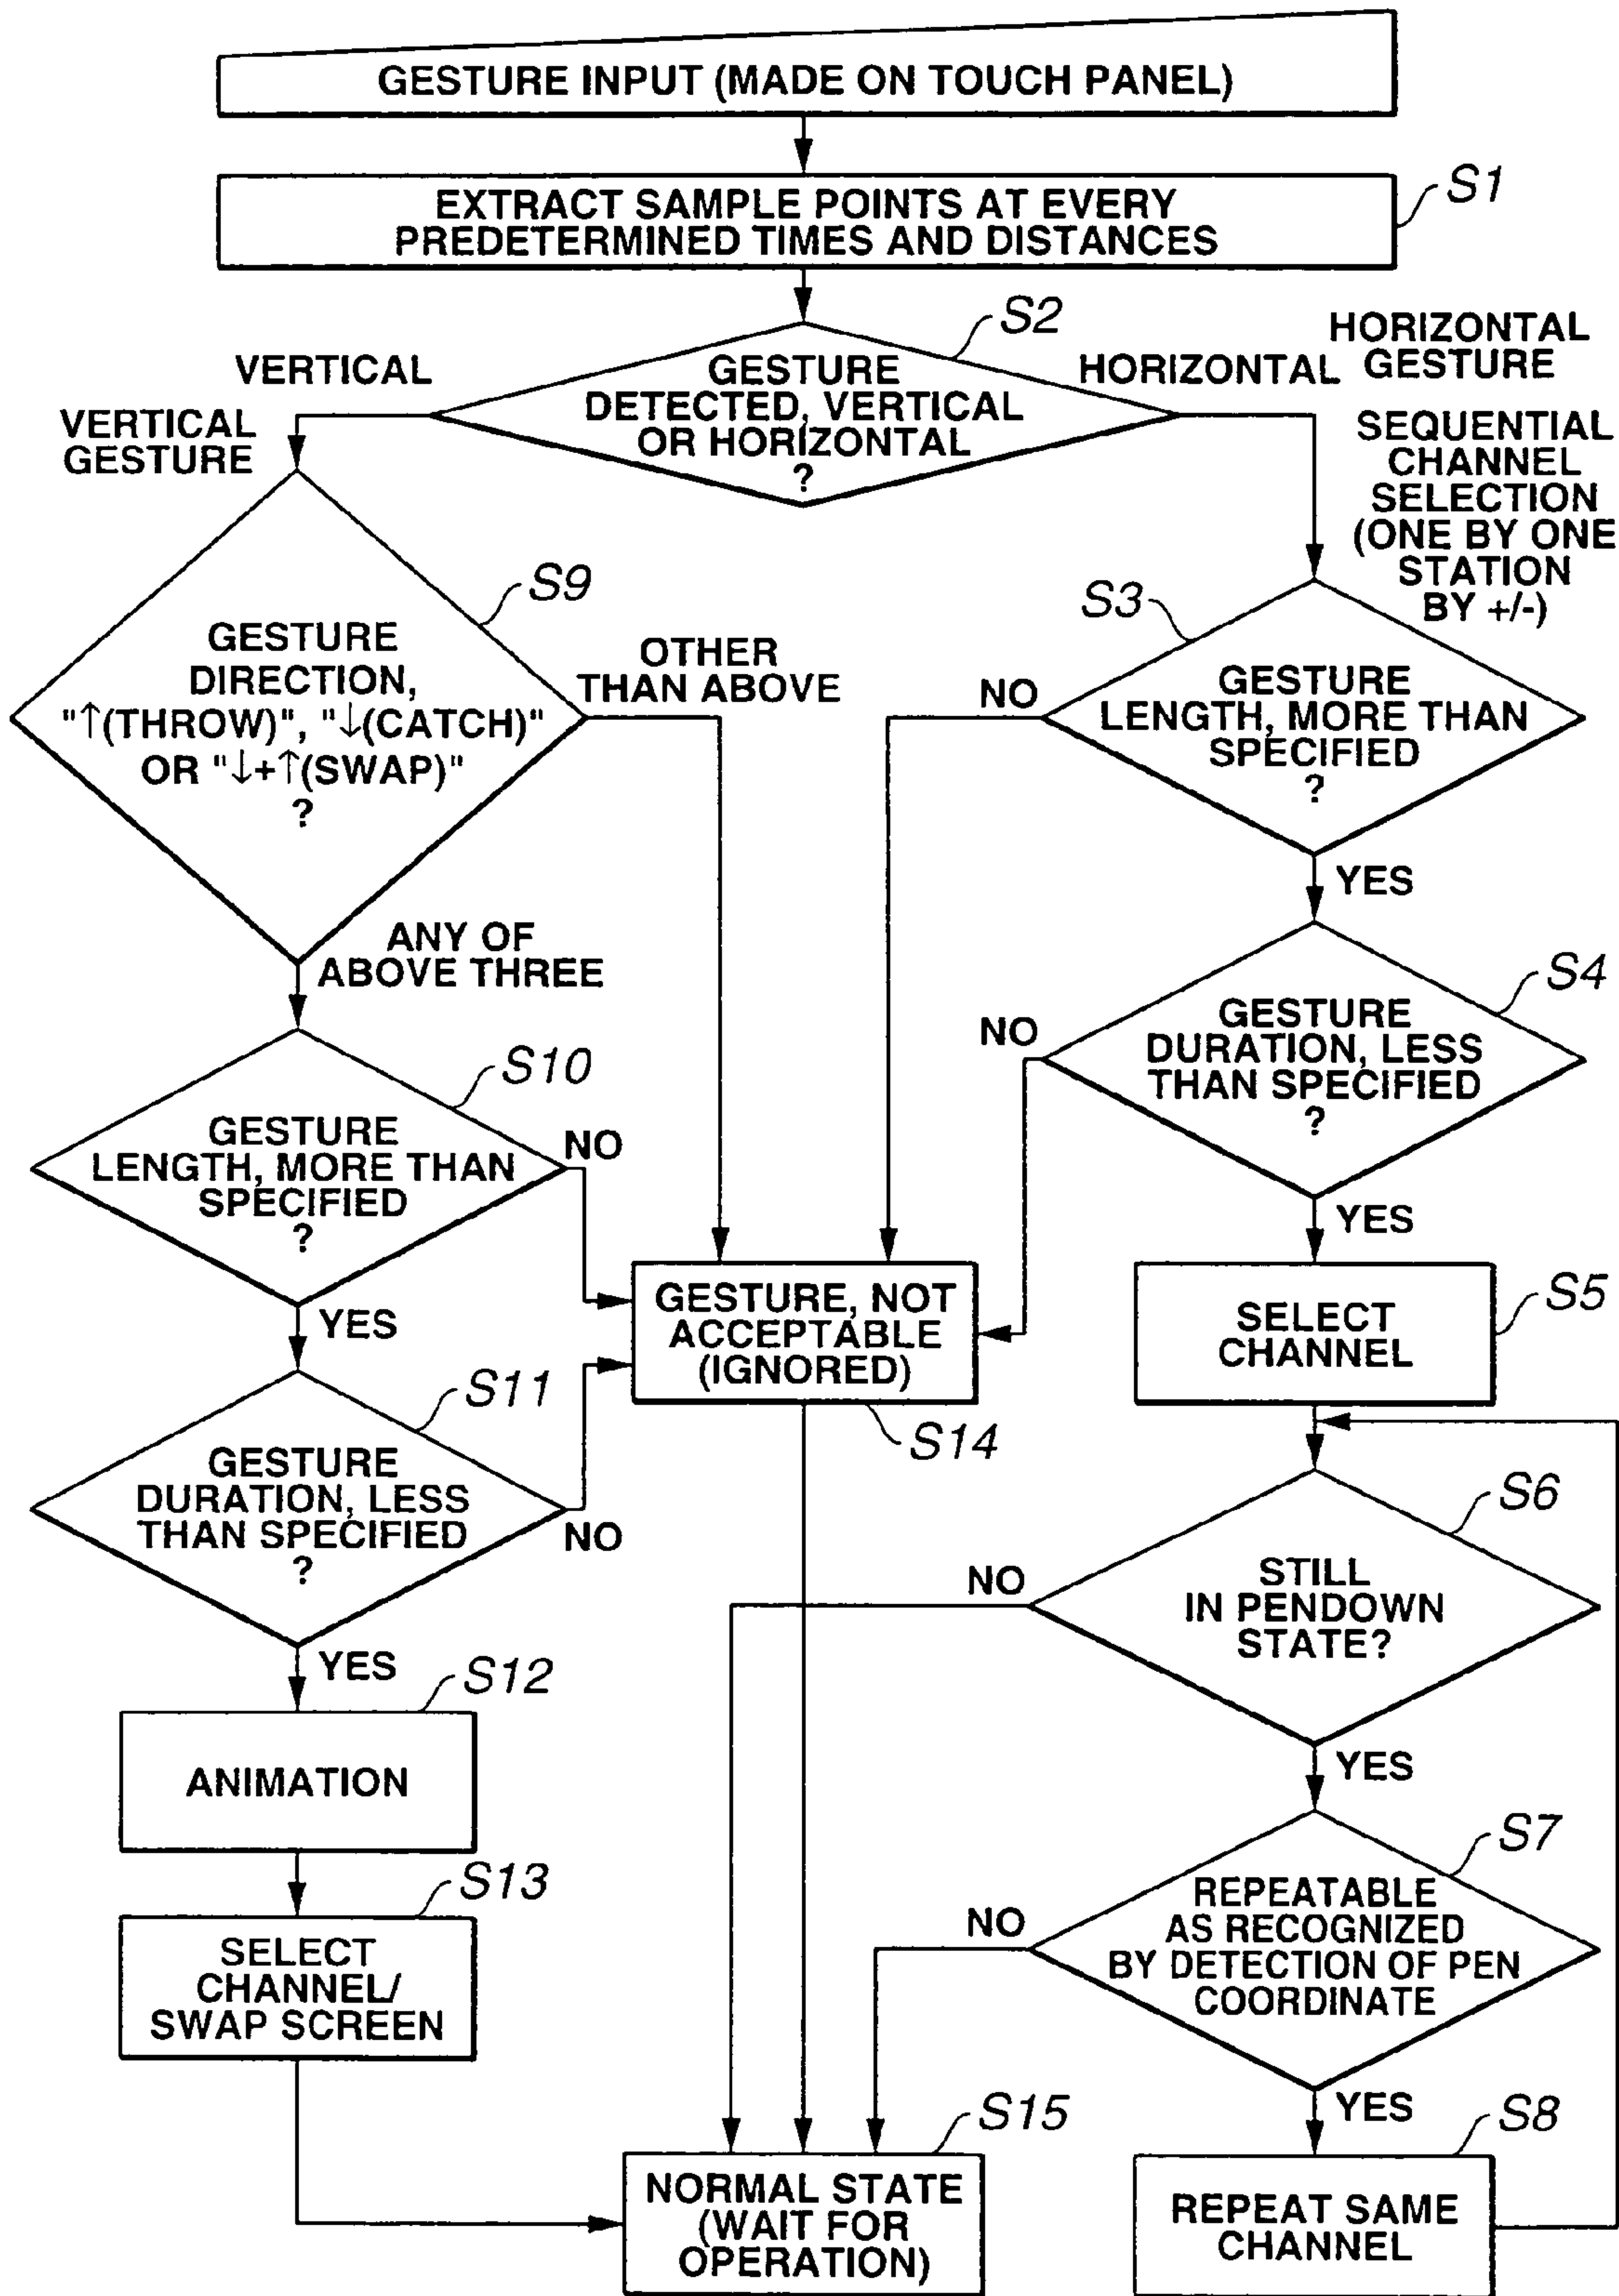 GESTURE INPUT (MADE ON TOUCH PANEL)
S1
EXTRACT SAMPLE POINTS AT EVERY
PREDETERMINED TIMES AND DISTANCES
S2
VERTICAL
GESTURE
DETECTED, VERTICAL
OR HORIZONTAL
?
HORIZONTAL
HORIZONTAL
GESTURE
VERTICAL
GESTURE
SEQUENTIAL
CHANNEL
SELECTION
(ONE BY ONE
STATION
BY +/-)
S9
GESTURE
DIRECTION,
"↑(THROW)", "↓(CATCH)"
OR "↓+↑(SWAP)"
?
OTHER
THAN ABOVE
ANY OF
ABOVE THREE
S3
NO
GESTURE
LENGTH, MORE THAN
SPECIFIED
?
YES
S4
NO
GESTURE
DURATION, LESS
THAN SPECIFIED
?
YES
S10
GESTURE
LENGTH, MORE THAN
SPECIFIED
?
NO
YES
GESTURE, NOT
ACCEPTABLE
(IGNORED)
S14
S5
SELECT
CHANNEL
S11
GESTURE
DURATION, LESS
THAN SPECIFIED
?
NO
YES
S6
NO
STILL
IN PENDOWN
STATE?
YES
S12
ANIMATION
S13
SELECT
CHANNEL/
SWAP SCREEN
S7
NO
REPEATABLE
AS RECOGNIZED
BY DETECTION OF PEN
COORDINATE
YES
S15
NORMAL STATE
(WAIT FOR
OPERATION)
S8
REPEAT SAME
CHANNEL